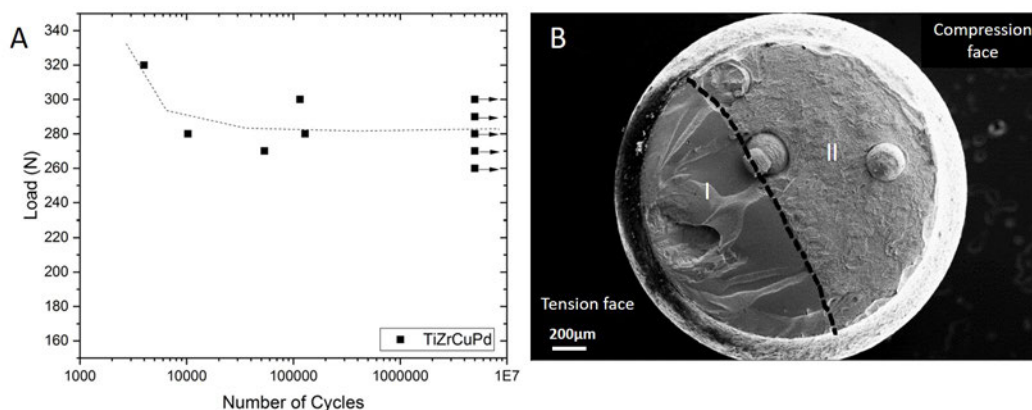 A
Load (N)
340
320
300
280
260
240
220
200
180
160
1000
10000
100000
1000000
1E7
TiZrCuPd
Number of Cycles
B
Compression
face
I
II
Tension face
200µm